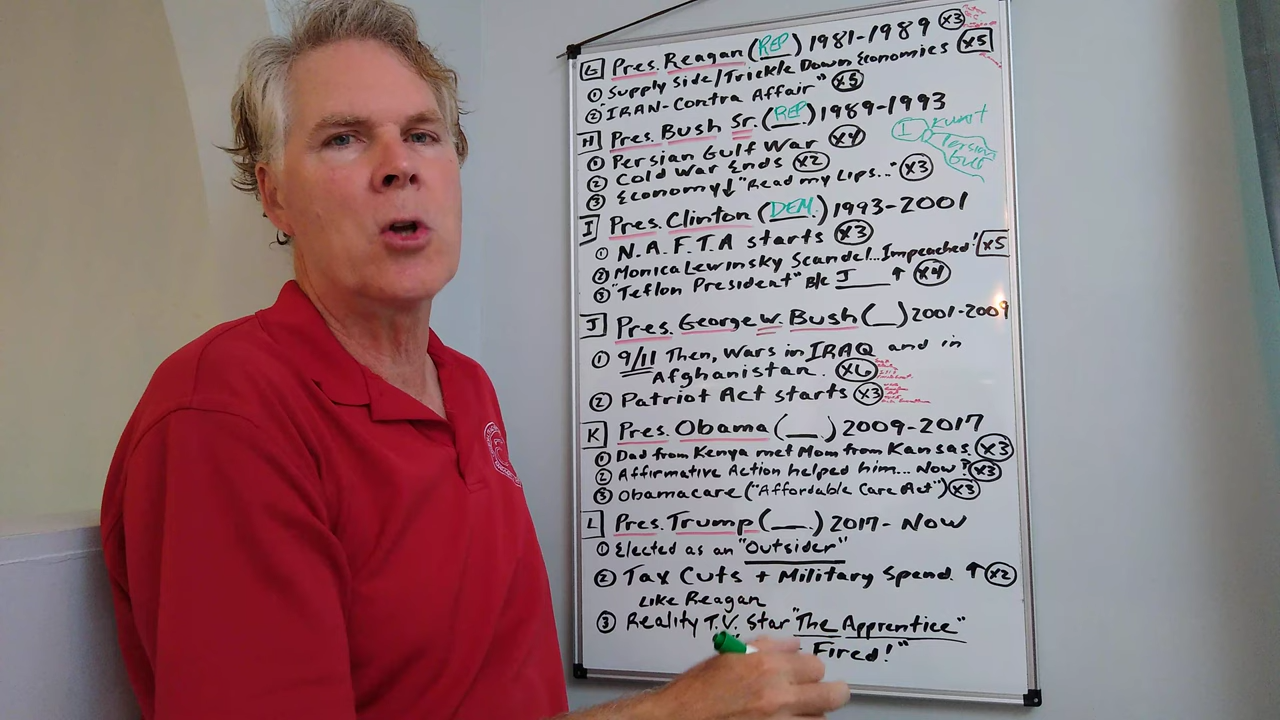 G Pres. Reagan (REP) 1981-1989 x3
① Supply Side/Trickle Down Economies x5
② "IRAN-Contra Affair" x5
H Pres. Bush Sr. (REP) 1989-1993
① Persian Gulf War x4
I Kuwait
Persian
Gulf
② Cold War Ends x2
③ Economy↓ "Read my Lips..." x3
I Pres. Clinton (DEM.) 1993-2001
① N.A.F.T.A starts x3
② Monica Lewinsky Scandel...Impeached! x5
③ "Teflon President" B/c I___ ↑ x4
J Pres. George W. Bush (__) 2001-2009
① 9/11 Then, Wars in IRAQ and in
Afghanistan. x6
② Patriot Act starts x3
K Pres. Obama (__) 2009-2017
① Dad from Kenya met Mom from Kansas. x3
② Affirmative Action helped him... Now? x3
③ Obamacare ("Affordable Care Act") x3
L Pres. Trump (__) 2017- Now
① Elected as an "Outsider"
② Tax Cuts + Military Spend. ↑ x2
Like Reagan
③ Reality T.V. Star "The Apprentice"
Fired!"